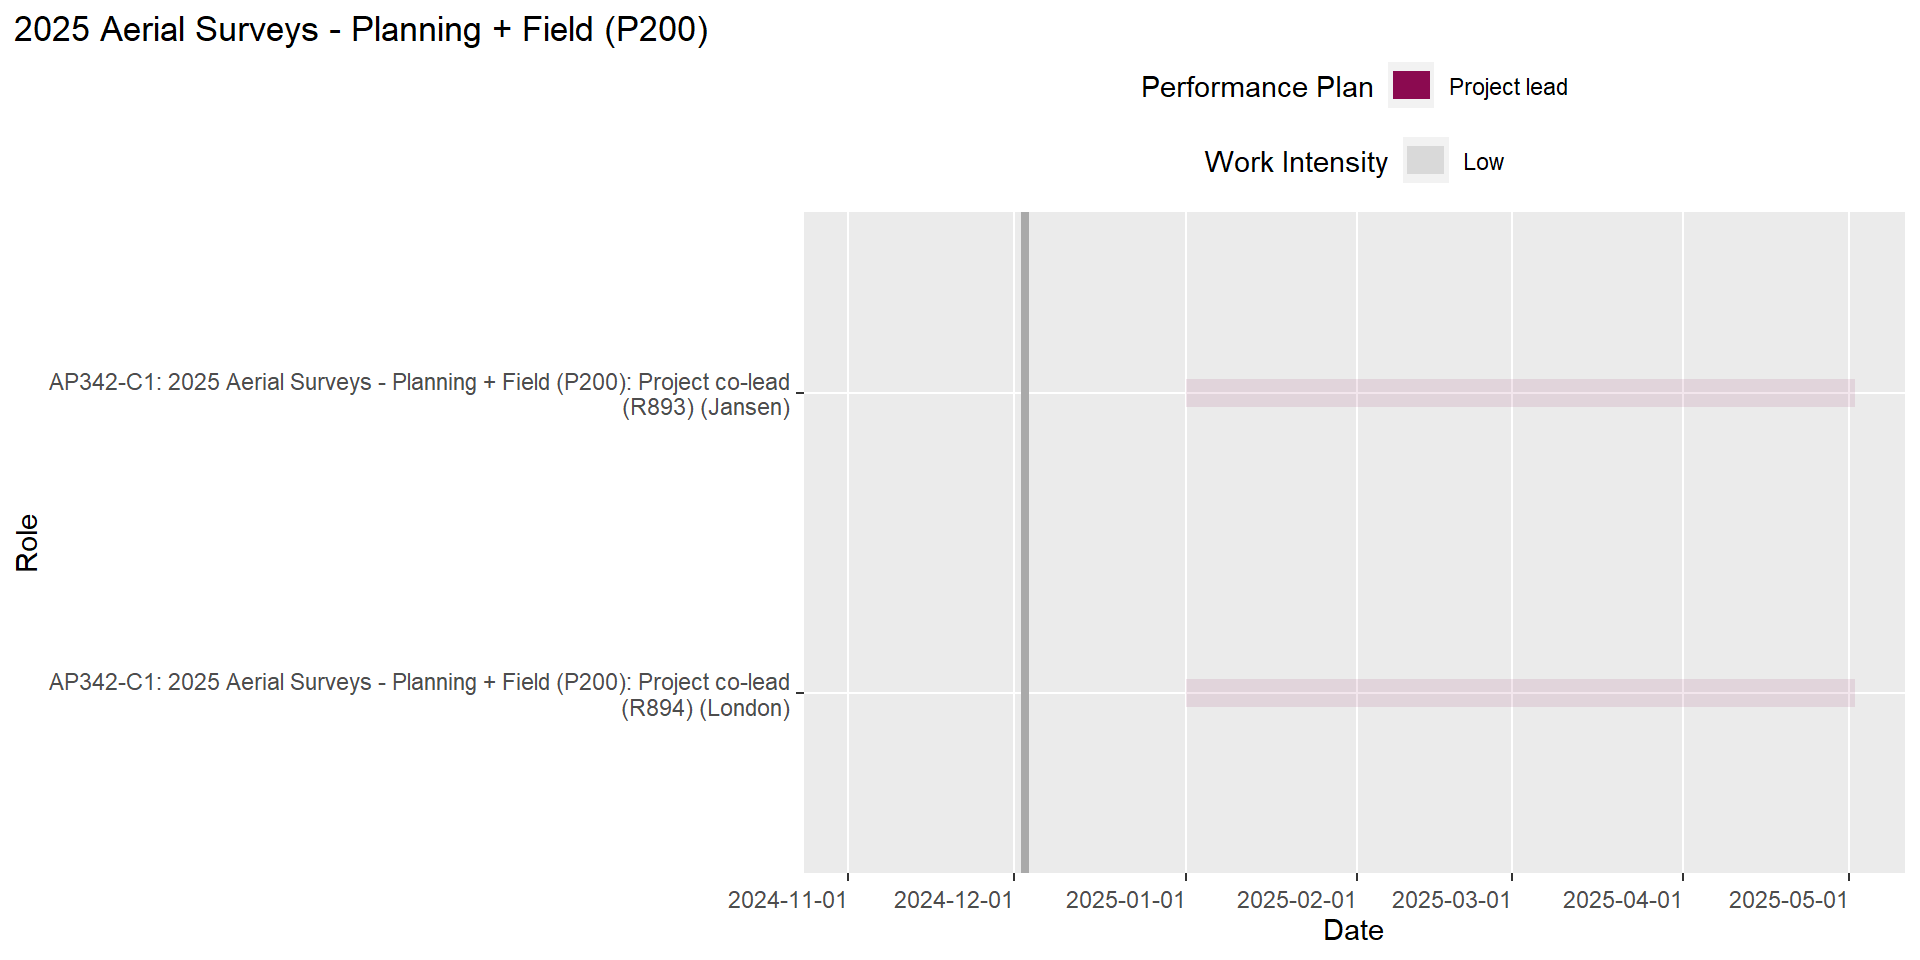 2025 Aerial Surveys - Planning + Field (P200)
Performance Plan Project lead
Work Intensity Low
AP342-C1: 2025 Aerial Surveys - Planning + Field (P200): Project co-lead
(R893) (Jansen)
Role
AP342-C1: 2025 Aerial Surveys - Planning + Field (P200): Project co-lead
(R894) (London)
2024-11-01 2024-12-01 2025-01-01 2025-02-01 2025-03-01 2025-04-01 2025-05-01
Date